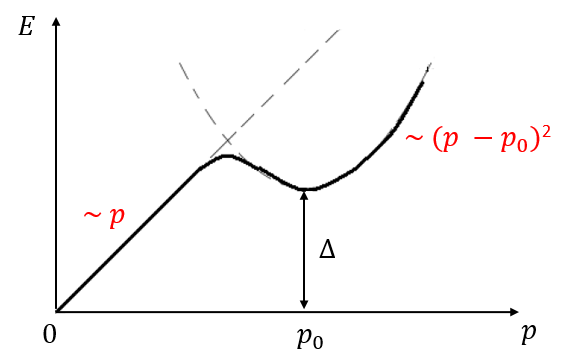 E
~ (p − p₀)²
~ p
Δ
0
p₀
p